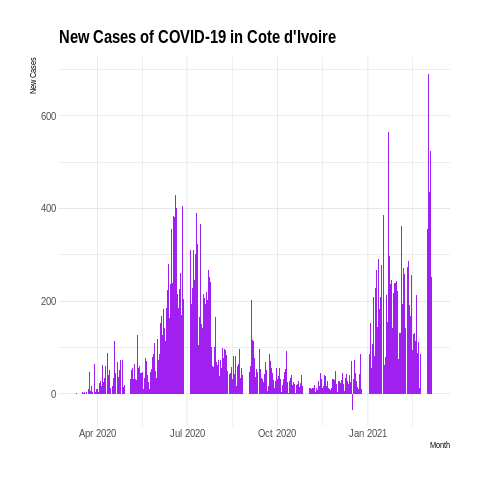 New Cases of COVID-19 in Cote d'Ivoire
New Cases
600
400
200
0
Apr 2020 Jul 2020 Oct 2020 Jan 2021
Month